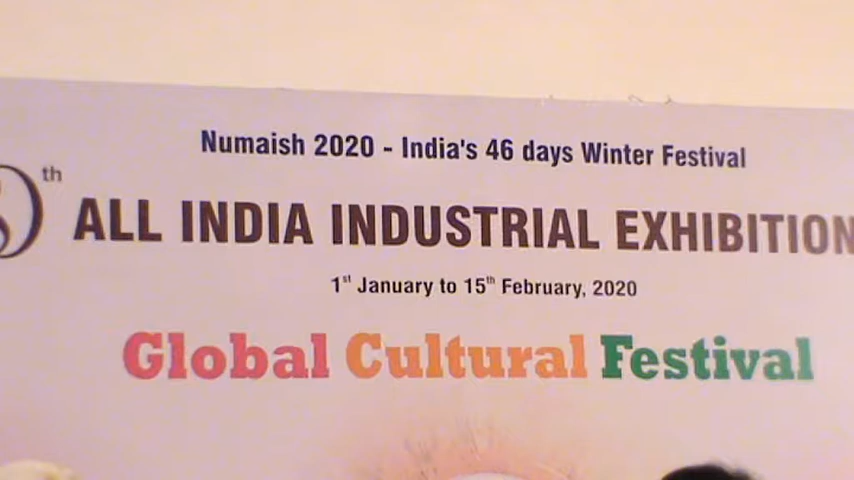 Numaish 2020 - India's 46 days Winter Festival
th ALL INDIA INDUSTRIAL EXHIBITION
1st January to 15th February, 2020
Global Cultural Festival